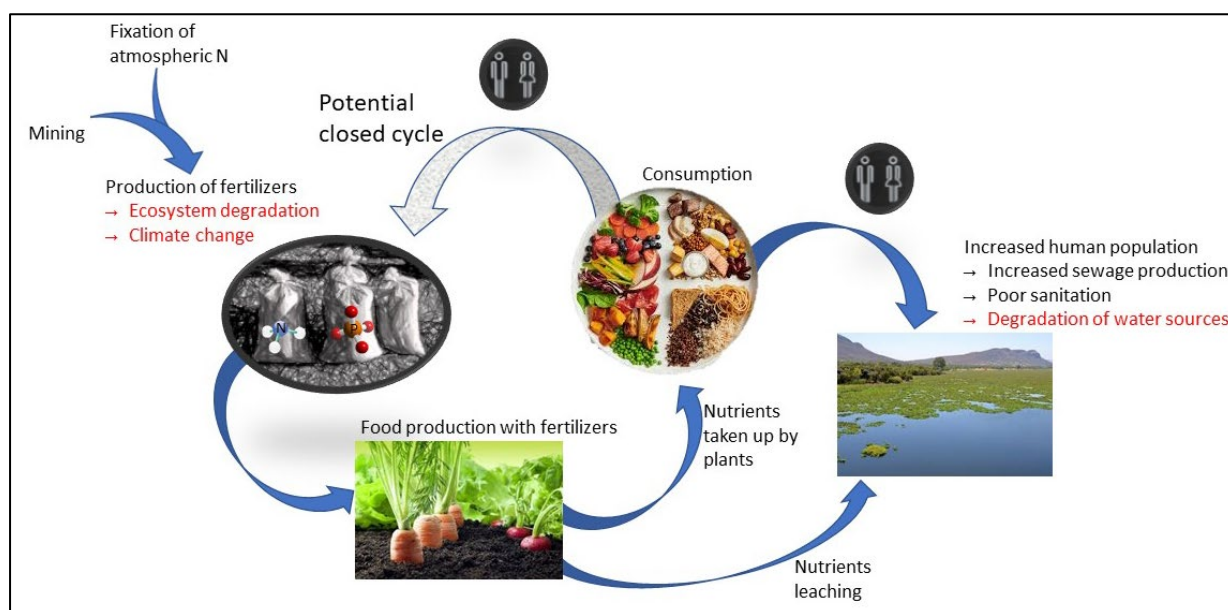 Fixation of
atmospheric N
Mining
Production of fertilizers
→ Ecosystem degradation
→ Climate change
Potential
closed cycle
Consumption
Increased human population
→ Increased sewage production
→ Poor sanitation
→ Degradation of water sources
N
P
Food production with fertilizers
Nutrients
taken up by
plants
Nutrients
leaching